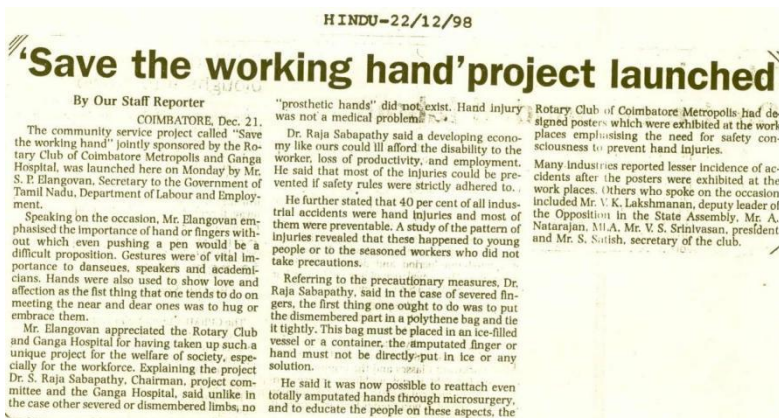 HINDU-22/12/98
'Save the working hand' project launched
By Our Staff Reporter
COIMBATORE, Dec. 21.
The community service project called "Save
the working hand" jointly sponsored by the Ro-
tary Club of Coimbatore Metropolis and Ganga
Hospital, was launched here on Monday by Mr.
S. P. Elangovan, Secretary to the Government of
Tamil Nadu, Department of Labour and Employ-
ment.
Speaking on the occasion, Mr. Elangovan em-
phasised the importance of hand or fingers with-
out which even pushing a pen would be a
difficult proposition. Gestures were of vital im-
portance to danseues, speakers and academi-
cians. Hands were also used to show love and
affection as the fist thing that one tends to do on
meeting the near and dear ones was to hug or
embrace them.
Mr. Elangovan appreciated the Rotary Club
and Ganga Hospital for having taken up such a
unique project for the welfare of society, espe-
cially for the workforce. Explaining the project
Dr. S. Raja Sabapathy, Chairman, project com-
mittee and the Ganga Hospital, said unlike in
the case other severed or dismembered limbs, no
"prosthetic hands" did not exist. Hand injury
was not a medical problem.
Dr. Raja Sabapathy said a developing econo-
my like ours could ill afford the disability to the
worker, loss of productivity, and employment.
He said that most of the injuries could be pre-
vented if safety rules were strictly adhered to.
He further stated that 40 per cent of all indus-
trial accidents were hand injuries and most of
them were preventable. A study of the pattern of
injuries revealed that these happened to young
people or to the seasoned workers who did not
take precautions.
Referring to the precautionary measures, Dr.
Raja Sabapathy, said in the case of severed fin-
gers, the first thing one ought to do was to put
the dismembered part in a polythene bag and tie
it tightly. This bag must be placed in an ice-filled
vessel or a container, the amputated finger or
hand must not be directly put in ice or any
solution.
He said it was now possible to reattach even
totally amputated hands through microsurgery,
and to educate the people on these aspects, the
Rotary Club of Coimbatore Metropolis had de-
signed posters which were exhibited at the work
places emphasising the need for safety con-
sciousness to prevent hand injuries.
Many industries reported lesser incidence of ac-
cidents after the posters were exhibited at the
work places. Others who spoke on the occasion
included Mr. V. K. Lakshmanan, deputy leader of
the Opposition in the State Assembly, Mr. A.
Natarajan, MLA, Mr. V. S. Srinivasan, president
and Mr. S. Satish, secretary of the club.